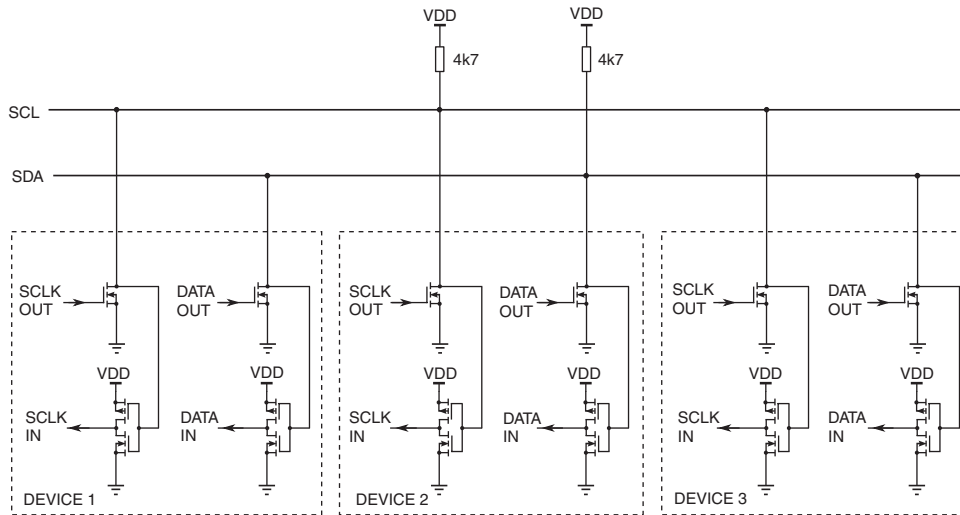 VDD
VDD
4k7
4k7
SCL
SDA
SCLK
OUT
DATA
OUT
SCLK
OUT
DATA
OUT
SCLK
OUT
DATA
OUT
VDD
VDD
VDD
VDD
VDD
VDD
SCLK
IN
DATA
IN
SCLK
IN
DATA
IN
SCLK
IN
DATA
IN
DEVICE 1
DEVICE 2
DEVICE 3